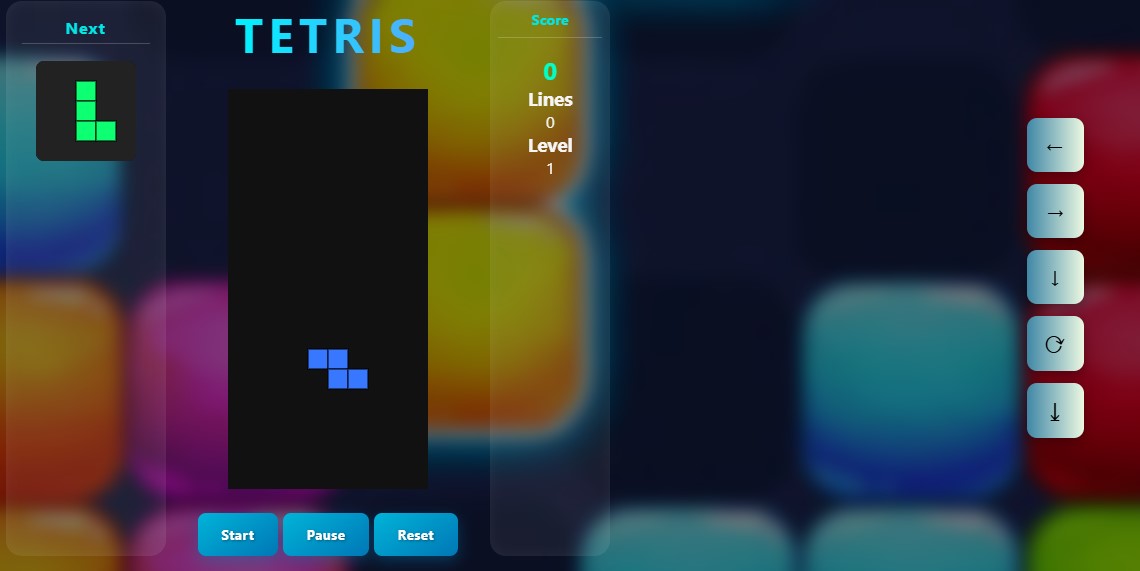 Next
TETRIS
Score
0
Lines
0
Level
1
←
→
↓
⟳
⤓
Start
Pause
Reset